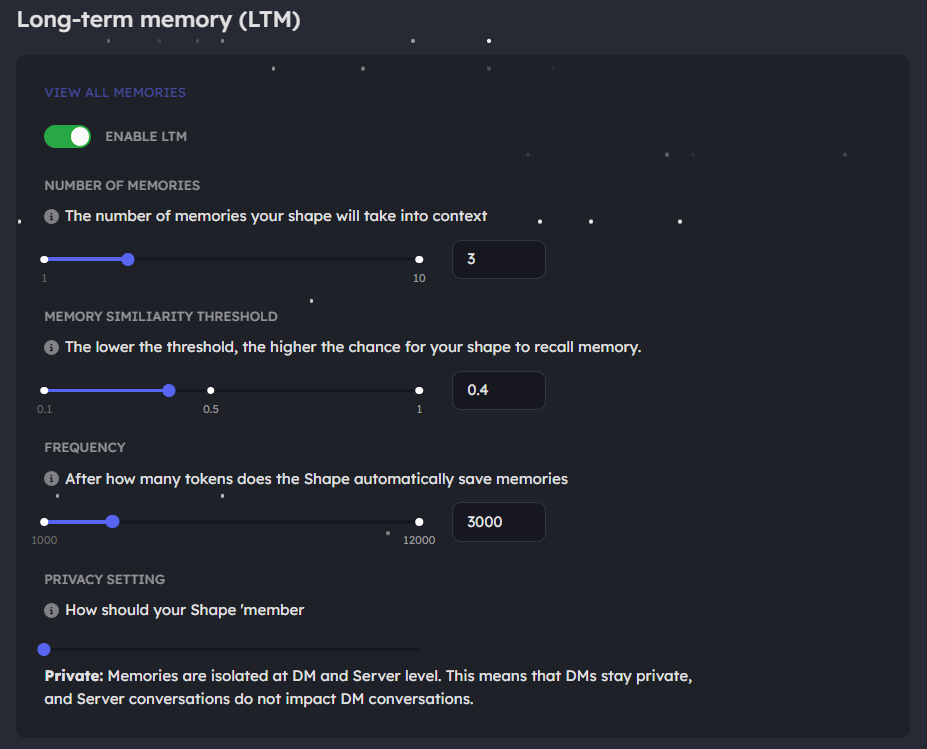 Long-term memory (LTM)
VIEW ALL MEMORIES
ENABLE LTM
NUMBER OF MEMORIES
The number of memories your shape will take into context
3
1
10
MEMORY SIMILIARITY THRESHOLD
The lower the threshold, the higher the chance for your shape to recall memory.
0.4
0.1
0.5
1
FREQUENCY
After how many tokens does the Shape automatically save memories
3000
1000
12000
PRIVACY SETTING
How should your Shape 'member
Private: Memories are isolated at DM and Server level. This means that DMs stay private,
and Server conversations do not impact DM conversations.